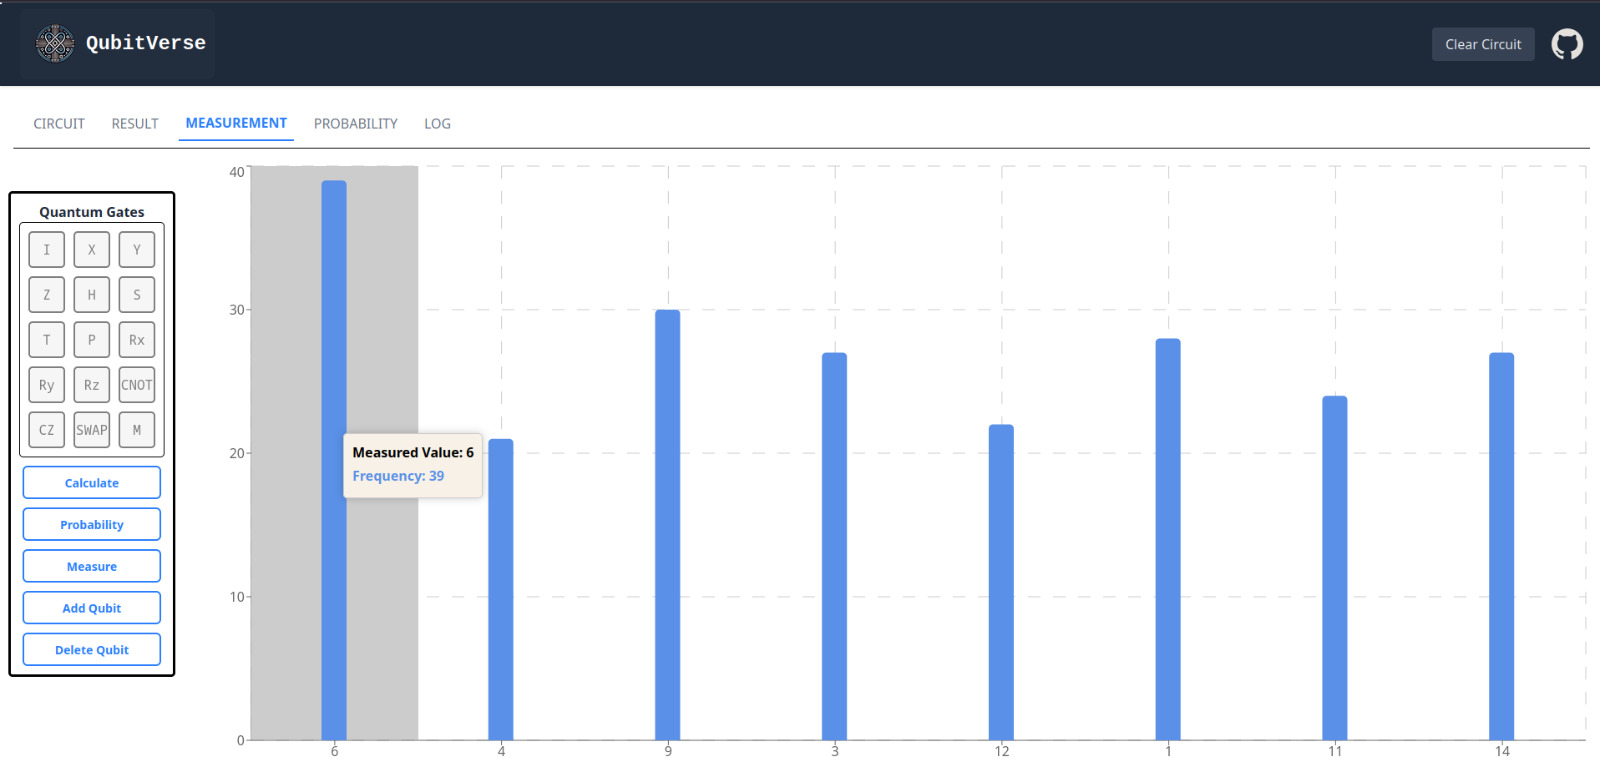 QubitVerse
Clear Circuit
CIRCUIT RESULT MEASUREMENT PROBABILITY LOG
Quantum Gates
I X Y
Z H S
T P Rx
Ry Rz CNOT
CZ SWAP M
Calculate
Probability
Measure
Add Qubit
Delete Qubit
40
30
20
10
0
Measured Value: 6
Frequency: 39
6 4 9 3 12 1 11 14